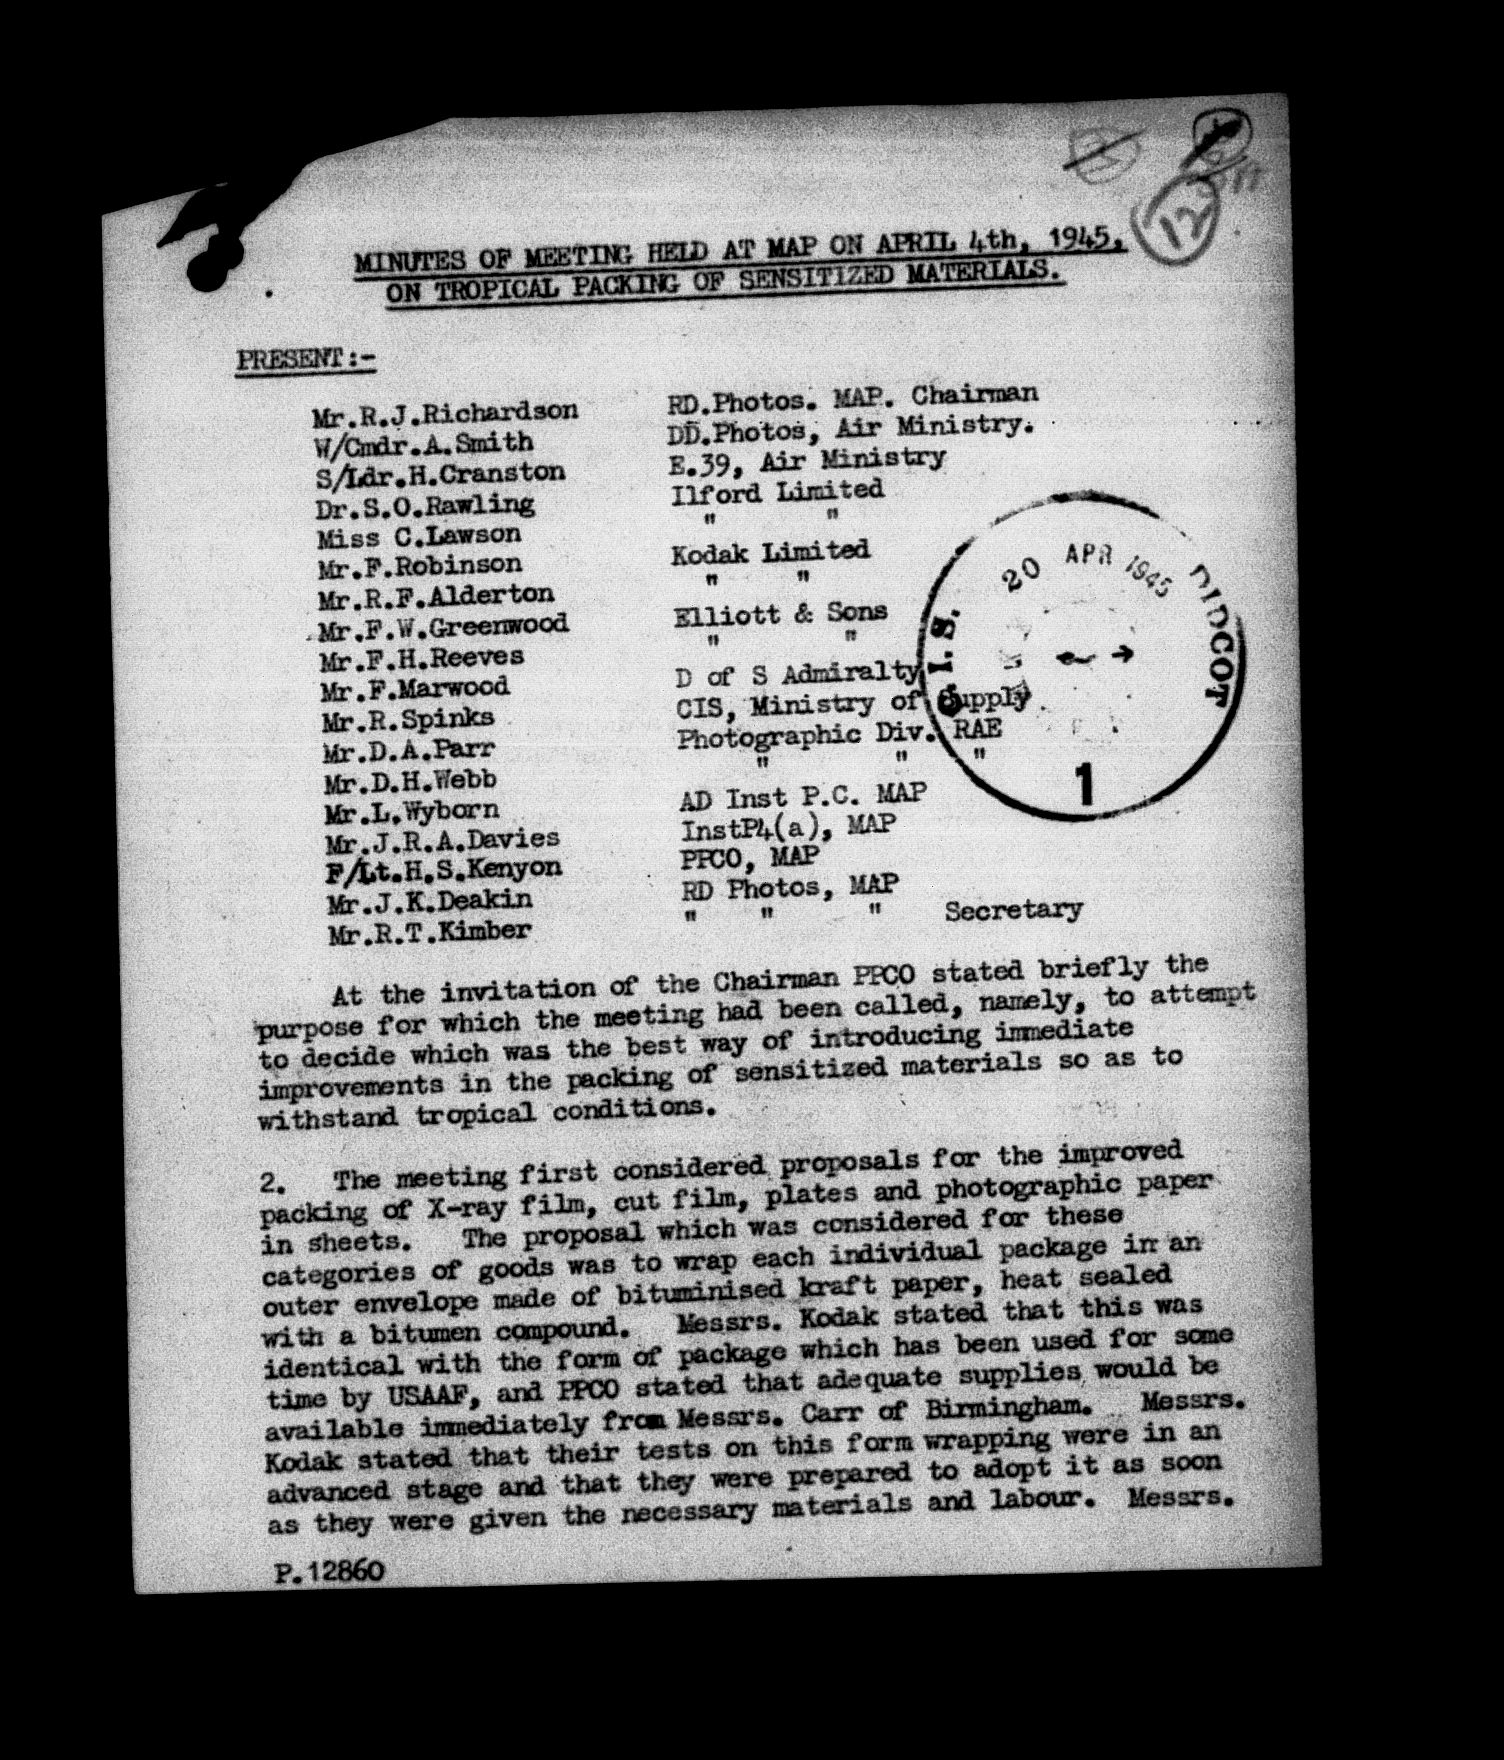 12
MINUTES OF MEETING HELD AT MAP ON APRIL 4th, 1945,
ON TROPICAL PACKING OF SENSITIZED MATERIALS.
PRESENT:-
Mr.R.J.Richardson RD.Photos. MAP. Chairman
W/Cmdr.A.Smith DD.Photos, Air Ministry.
S/Ldr.H.Cranston E.39, Air Ministry
Dr.S.O.Rawling Ilford Limited
Miss C.Lawson " "
Mr.F.Robinson Kodak Limited
Mr.R.F.Alderton " "
Mr.F.W.Greenwood Elliott & Sons
Mr.F.H.Reeves " "
Mr.F.Marwood D of S Admiralty
Mr.R.Spinks CIS, Ministry of Supply
Mr.D.A.Parr Photographic Div. RAE
Mr.D.H.Webb " " "
Mr.L.Wyborn AD Inst P.C. MAP
Mr.J.R.A.Davies InstP4(a), MAP
F/Lt.H.S.Kenyon PPCO, MAP
Mr.J.K.Deakin RD Photos, MAP
Mr.R.T.Kimber " " " Secretary
20 APR 1945
DIDCOT
1
At the invitation of the Chairman PPCO stated briefly the
purpose for which the meeting had been called, namely, to attempt
to decide which was the best way of introducing immediate
improvements in the packing of sensitized materials so as to
withstand tropical conditions.
2. The meeting first considered proposals for the improved
packing of X-ray film, cut film, plates and photographic paper
in sheets. The proposal which was considered for these
categories of goods was to wrap each individual package in an
outer envelope made of bituminised kraft paper, heat sealed
with a bitumen compound. Messrs. Kodak stated that this was
identical with the form of package which has been used for some
time by USAAF, and PPCO stated that adequate supplies would be
available immediately from Messrs. Carr of Birmingham. Messrs.
Kodak stated that their tests on this form wrapping were in an
advanced stage and that they were prepared to adopt it as soon
as they were given the necessary materials and labour. Messrs.
P.12860